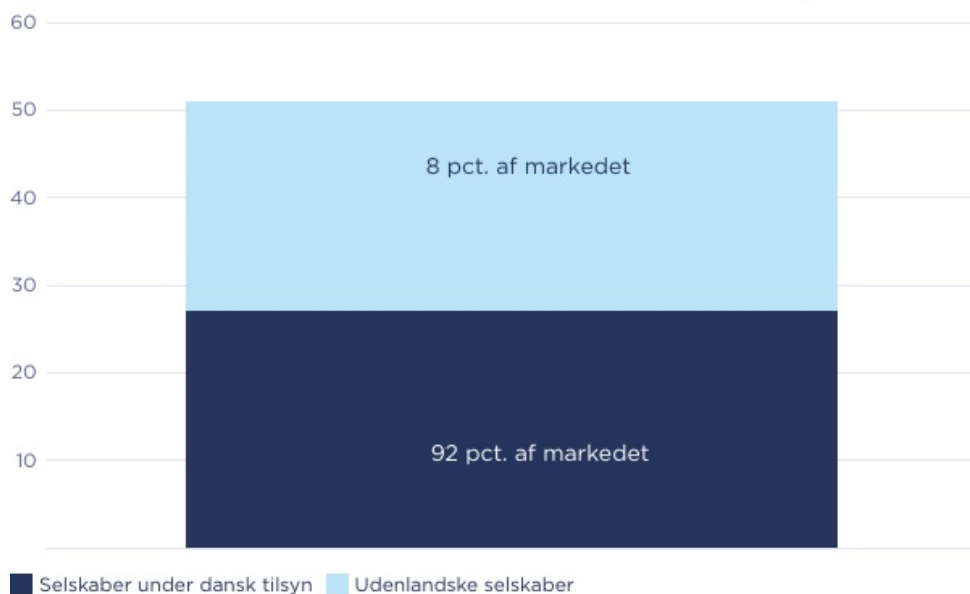 60
50
8 pct. af markedet
40
30
20
92 pct. af markedet
10
Selskaber under dansk tilsyn Udenlandske selskaber